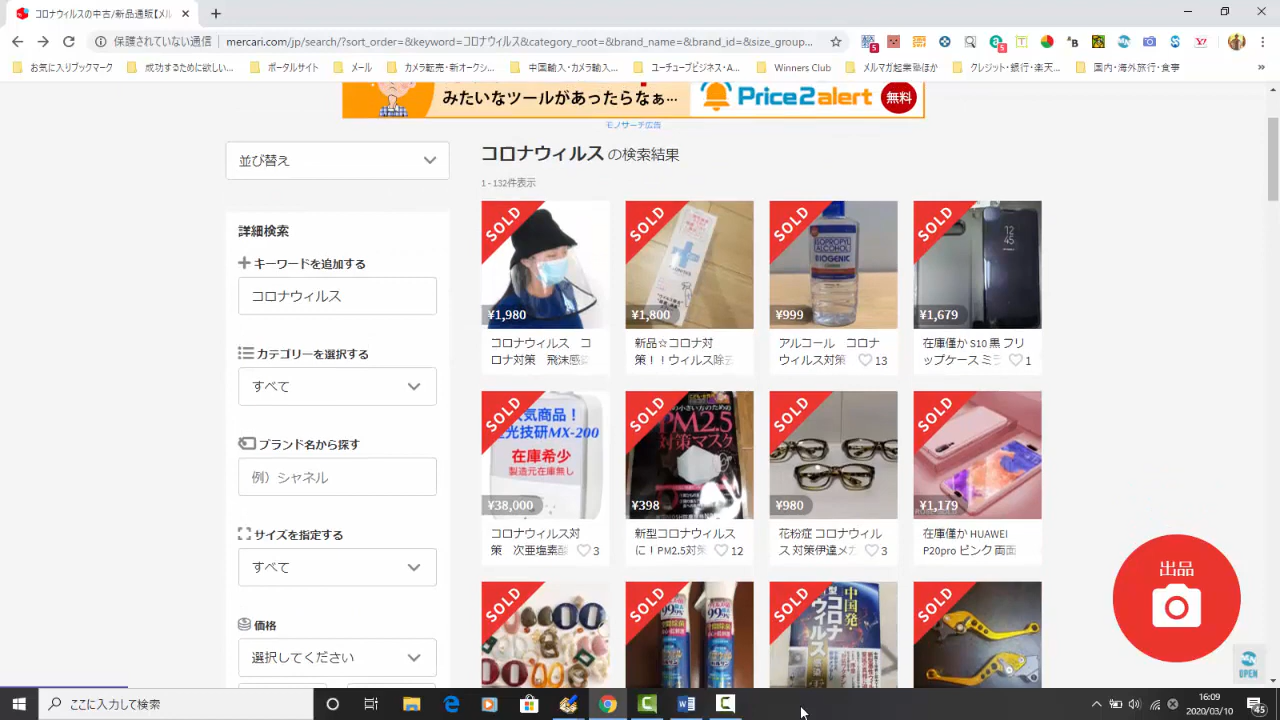 コロナウィルスの中古/新品通販【メル
保護されていない通信
mercari.com/jp/search/?sort_order=&keyword=コロナウィルス&category_root=&brand_name=&brand_id=&size_group...
お気に入りブックマーク
成功するために欲しい...
ポータルサイト
メール
カメラ転売・新オークシ...
中国輸入・カメラ輸入...
ユーチューブビジネス・A...
Winners Club
メルマガ起業塾ほか
クレジット・銀行・楽天...
国内・海外旅行・食事
みたいなツールがあったらなぁ…
Price2alert 無料
モノサーチ広告
並び替え
コロナウィルス の検索結果
1 - 132件表示
詳細検索
キーワードを追加する
コロナウィルス
カテゴリーを選択する
すべて
ブランド名から探す
例）シャネル
サイズを指定する
すべて
価格
選択してください
SOLD
¥1,980
コロナウィルス コ
ロナ対策 飛沫感染
SOLD
¥1,800
新品☆コロナ対
策！！ウィルス除去
SOLD
ISOPROPYL
ALCOHOL
BIOGENIC
¥999
アルコール コロナ
ウィルス対策
13
SOLD
12
45
¥1,679
在庫僅か S10 黒 フリ
ップケース ミラ
1
SOLD
人気商品！
光技研MX-200
在庫希少
製造元在庫無し
¥38,000
コロナウィルス対
策 次亜塩素酸
3
SOLD
PM2.5
対策マスク
¥398
新型コロナウィルス
に！PM2.5対策
12
SOLD
¥980
花粉症 コロナウィル
ス 対策伊達メガ
3
SOLD
¥1,179
在庫僅か HUAWEI
P20pro ピンク 両面
SOLD
SOLD
SOLD
中国発・
型コロナ
ウィルス
感染
SOLD
出品
OPEN
ここに入力して検索
16:09
2020/03/10
45